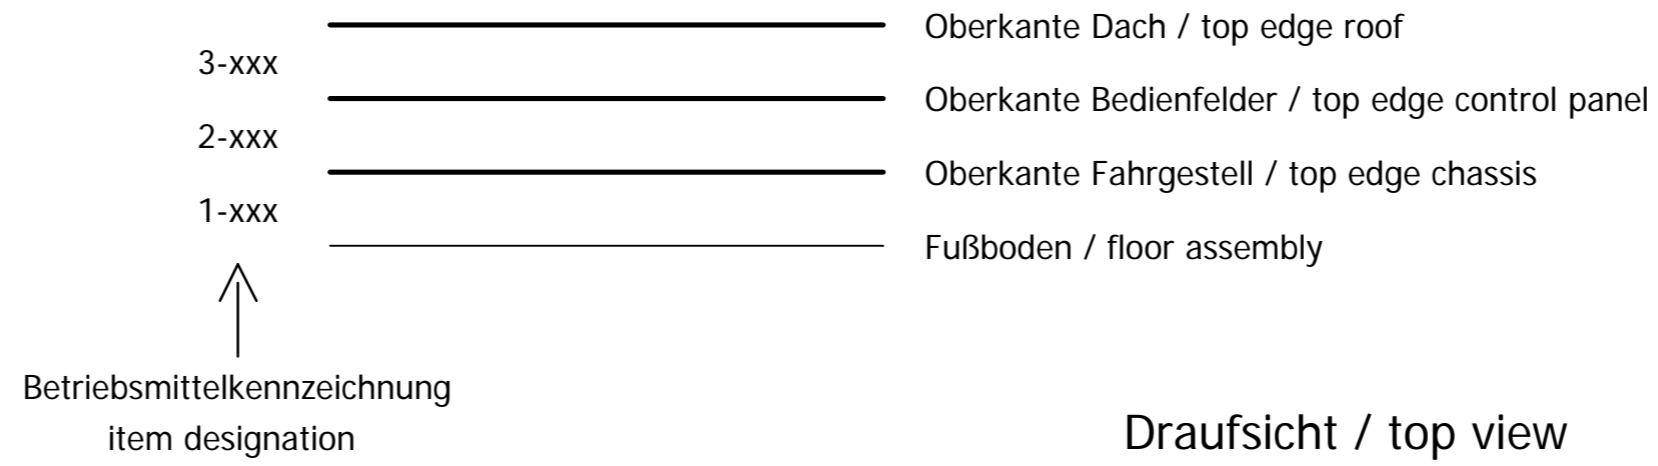 Oberkante Dach / top edge roof
3-xxx
Oberkante Bedienfelder / top edge control panel
2-xxx
Oberkante Fahrgestell / top edge chassis
1-xxx
Fußboden / floor assembly
Betriebsmittelkennzeichnung
item designation
Draufsicht / top view